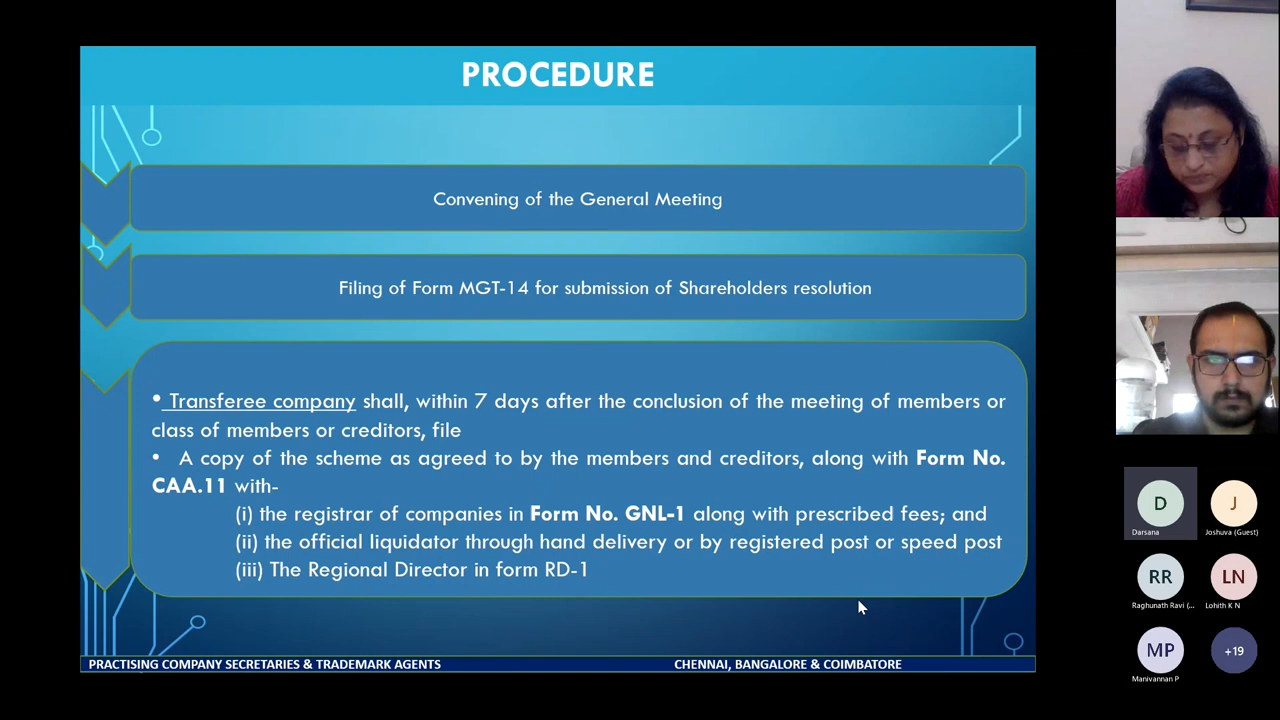 PROCEDURE
Convening of the General Meeting
Filing of Form MGT-14 for submission of Shareholders resolution
• Transferee company shall, within 7 days after the conclusion of the meeting of members or
class of members or creditors, file
• A copy of the scheme as agreed to by the members and creditors, along with Form No.
CAA.11 with-
(i) the registrar of companies in Form No. GNL-1 along with prescribed fees; and
(ii) the official liquidator through hand delivery or by registered post or speed post
(iii) The Regional Director in form RD-1
PRACTISING COMPANY SECRETARIES & TRADEMARK AGENTS
CHENNAI, BANGALORE & COIMBATORE
D
Darsana
J
Joshuva (Guest)
RR
Raghunath Ravi (...
LN
Lohith K N
MP
Manivannan P
+19